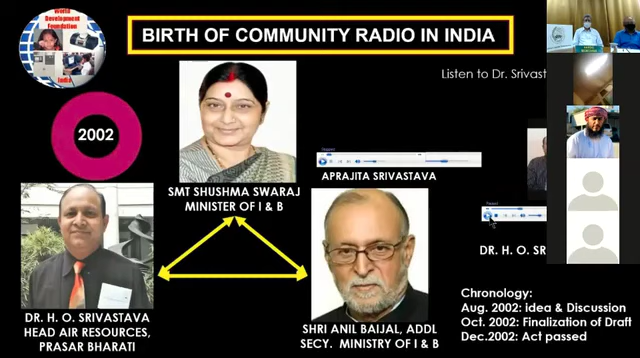 World
Development
Foundation
India
BIRTH OF COMMUNITY RADIO IN INDIA
Listen to Dr. Srivast
2002
SMT SHUSHMA SWARAJ
MINISTER OF I & B
APRAJITA SRIVASTAVA
DR. H. O. SR
DR. H. O. SRIVASTAVA
HEAD AIR RESOURCES,
PRASAR BHARATI
SHRI ANIL BAIJAL, ADDL
SECY. MINISTRY OF I & B
Chronology:
Aug. 2002: idea & Discussion
Oct. 2002: Finalization of Draft
Dec.2002: Act passed